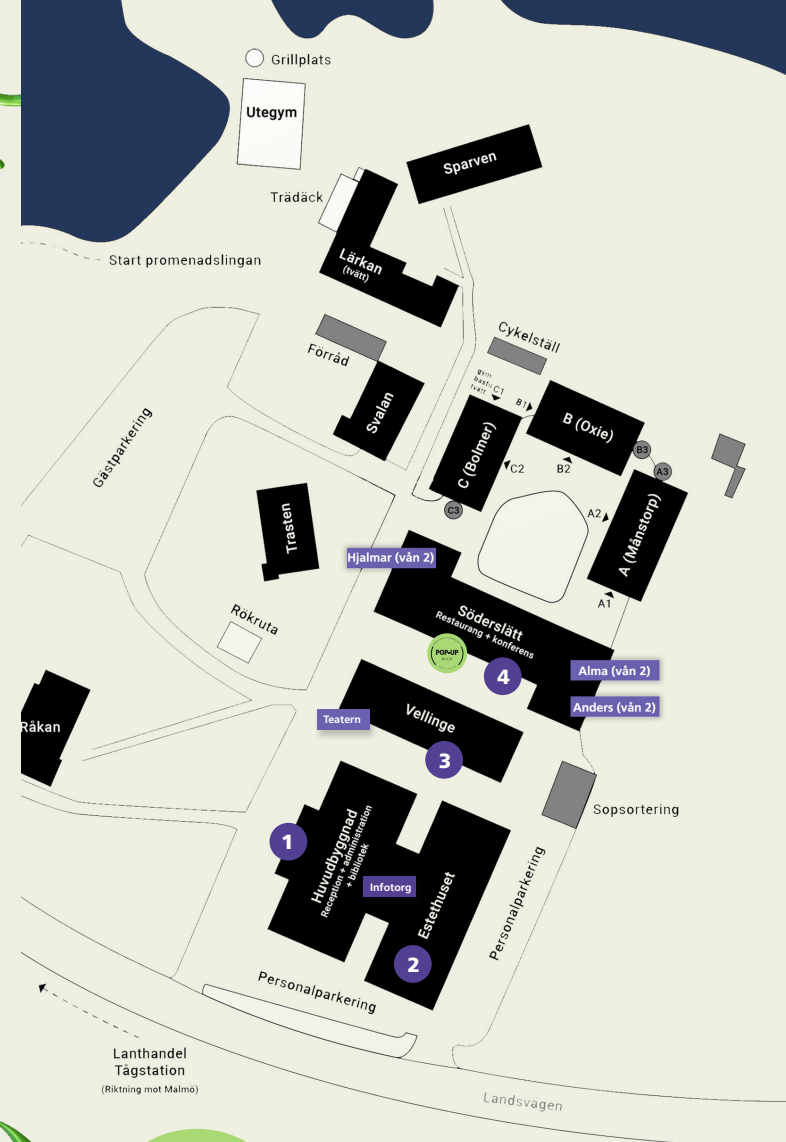 Grillplats
Utegym
Sparven
Trädäck
Lärkan
(tvätt)
Start promenadslingan
Cykelställ
Förråd
gym
bastu
tvätt
C1
B1
B (Oxie)
Svalan
Gästparkering
C (Bolmer)
C2
B2
B3
A3
C3
A2
A (Månstorp)
A1
Trasten
Hjalmar (vån 2)
Söderslätt
Restaurang + konferens
Rökruta
POP-UP
4
Alma (vån 2)
Anders (vån 2)
Råkan
Teatern
Vellinge
3
Sopsortering
1
Huvudbyggnad
Reception + administration
+ bibliotek
Infotorg
Estethuset
2
Personalparkering
Personalparkering
Lanthandel
Tågstation
(Riktning mot Malmö)
Landsvägen